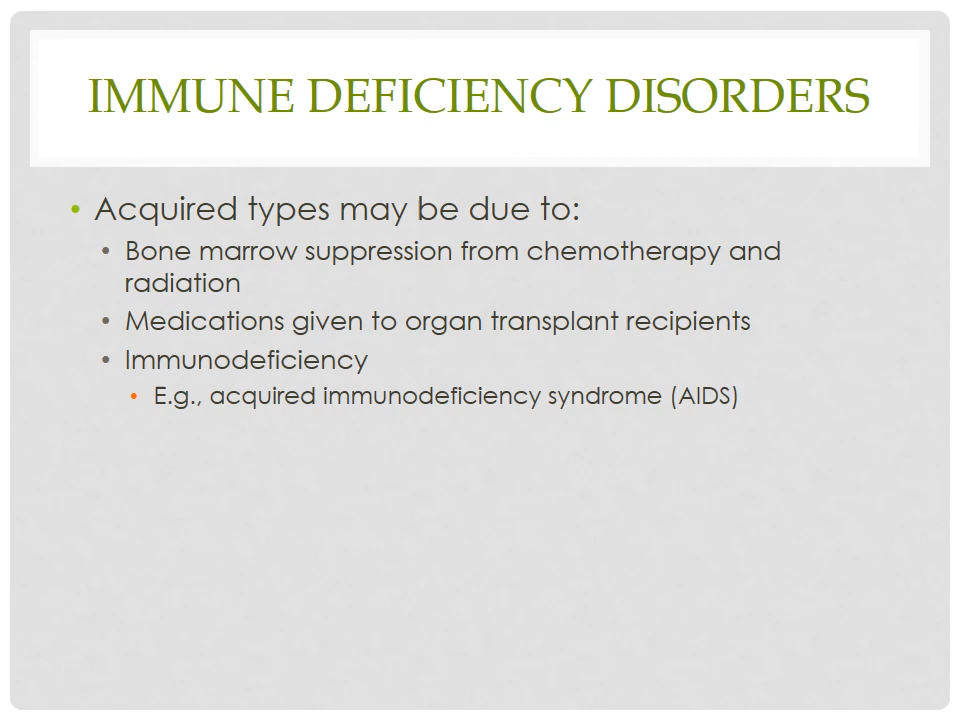 IMMUNE DEFICIENCY DISORDERS
• Acquired types may be due to:
• Bone marrow suppression from chemotherapy and
radiation
• Medications given to organ transplant recipients
• Immunodeficiency
• E.g., acquired immunodeficiency syndrome (AIDS)